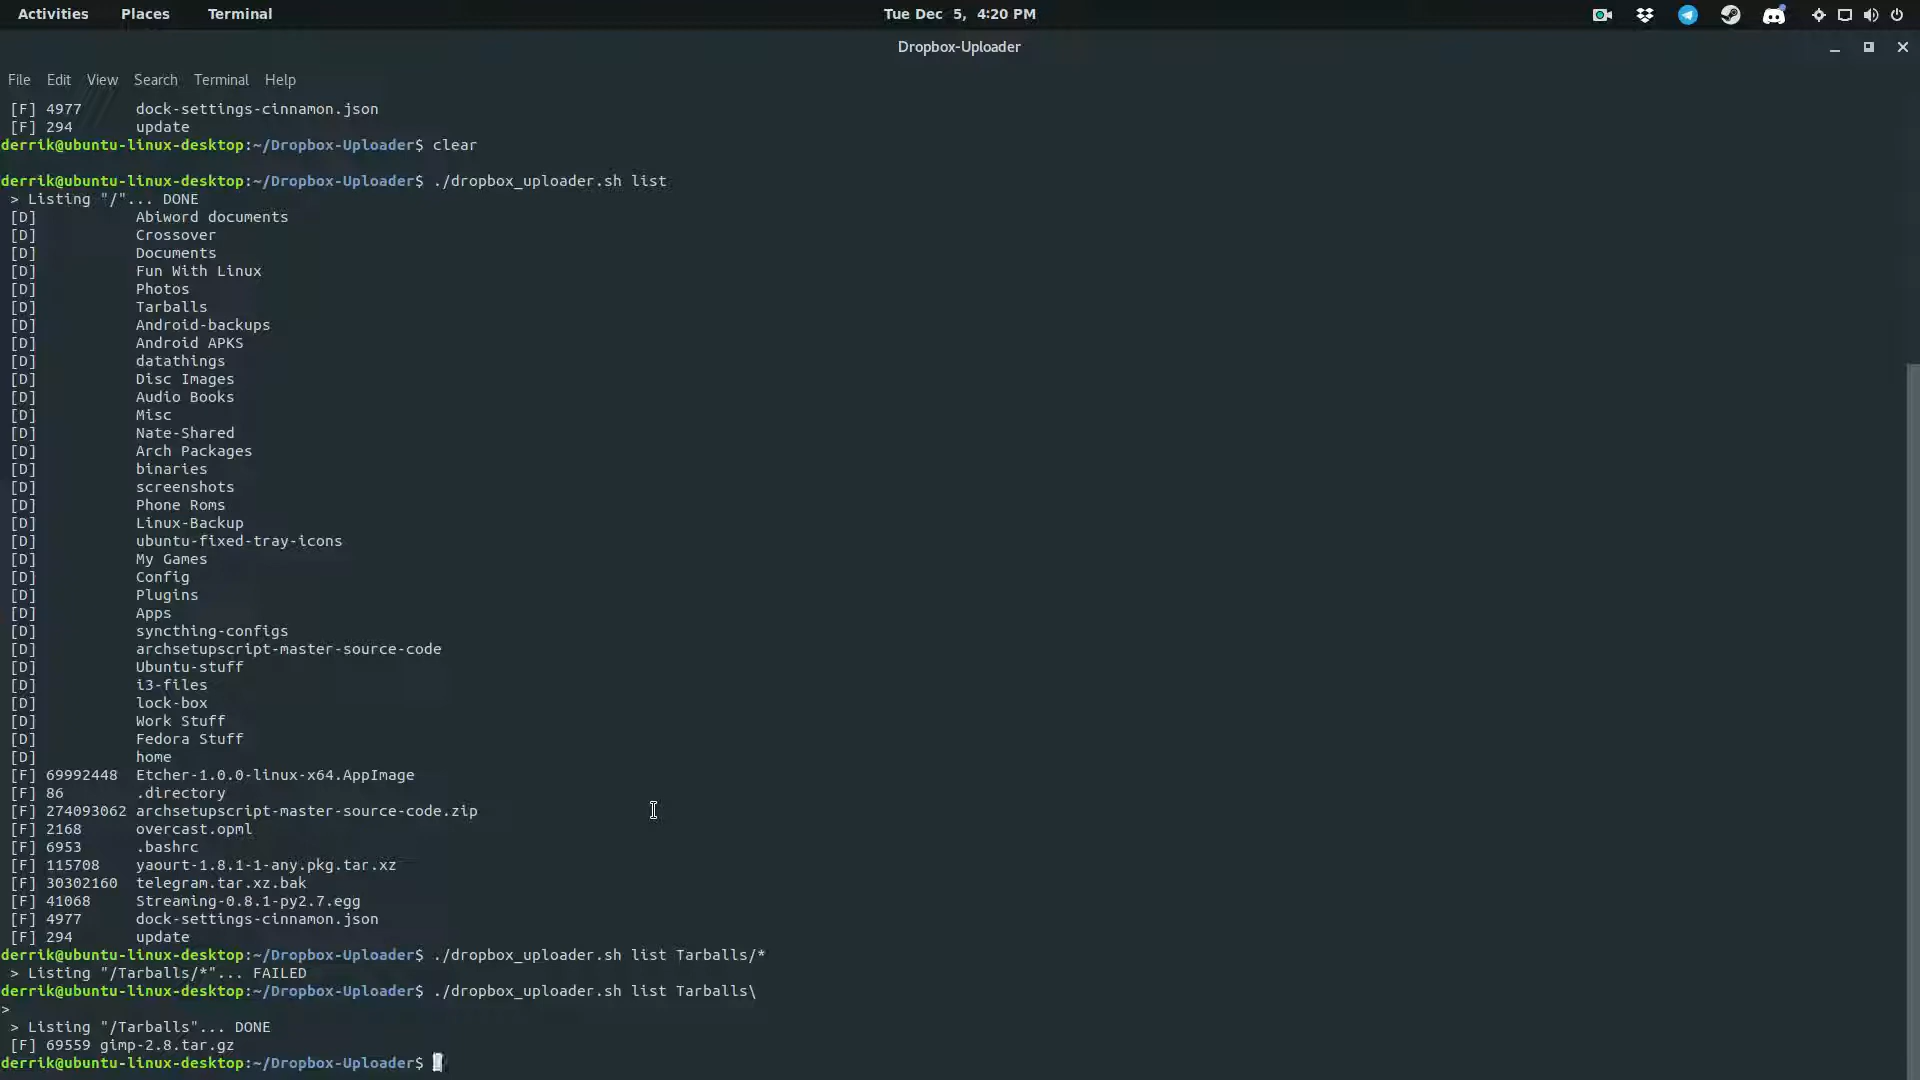 Activities Places Terminal Tue Dec 5, 4:20 PM
Dropbox-Uploader
File Edit View Search Terminal Help
[F] 4977 dock-settings-cinnamon.json
[F] 294 update
derrik@ubuntu-linux-desktop:~/Dropbox-Uploader$ clear
derrik@ubuntu-linux-desktop:~/Dropbox-Uploader$ ./dropbox_uploader.sh list
> Listing "/"... DONE
[D] Abiword documents
[D] Crossover
[D] Documents
[D] Fun With Linux
[D] Photos
[D] Tarballs
[D] Android-backups
[D] Android APKS
[D] datathings
[D] Disc Images
[D] Audio Books
[D] Misc
[D] Nate-Shared
[D] Arch Packages
[D] binaries
[D] screenshots
[D] Phone Roms
[D] Linux-Backup
[D] ubuntu-fixed-tray-icons
[D] My Games
[D] Config
[D] Plugins
[D] Apps
[D] syncthing-configs
[D] archsetupscript-master-source-code
[D] Ubuntu-stuff
[D] i3-files
[D] lock-box
[D] Work Stuff
[D] Fedora Stuff
[D] home
[F] 69992448 Etcher-1.0.0-linux-x64.AppImage
[F] 86 .directory
[F] 274093062 archsetupscript-master-source-code.zip
[F] 2168 overcast.opml
[F] 6953 .bashrc
[F] 115708 yaourt-1.8.1-1-any.pkg.tar.xz
[F] 30302160 telegram.tar.xz.bak
[F] 41068 Streaming-0.8.1-py2.7.egg
[F] 4977 dock-settings-cinnamon.json
[F] 294 update
derrik@ubuntu-linux-desktop:~/Dropbox-Uploader$ ./dropbox_uploader.sh list Tarballs/*
> Listing "/Tarballs/*"... FAILED
derrik@ubuntu-linux-desktop:~/Dropbox-Uploader$ ./dropbox_uploader.sh list Tarballs\
>
> Listing "/Tarballs"... DONE
[F] 69559 gimp-2.8.tar.gz
derrik@ubuntu-linux-desktop:~/Dropbox-Uploader$